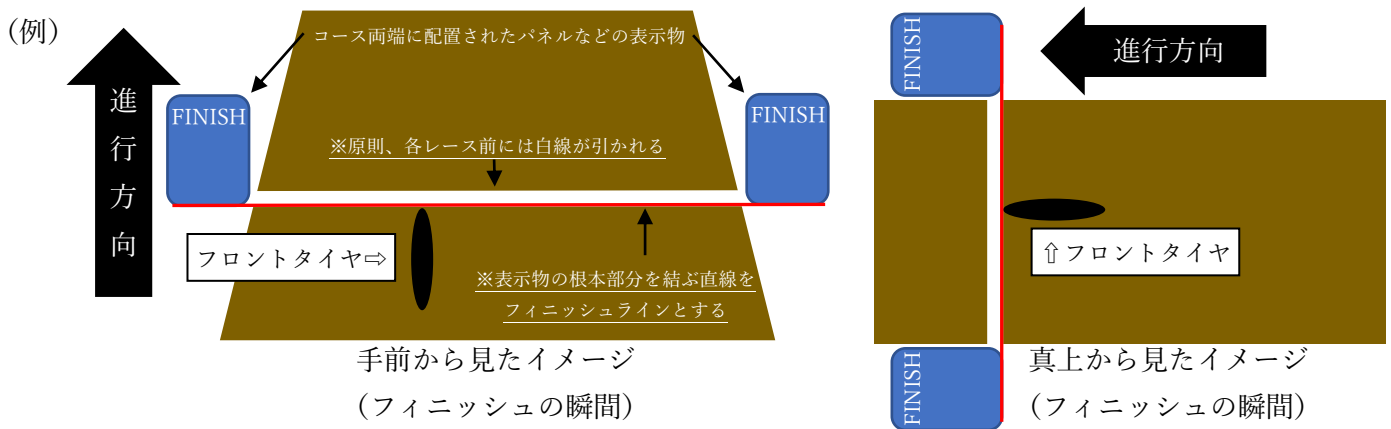 （例）
進行方向
コース両端に配置されたパネルなどの表示物
FINISH
FINISH
※原則、各レース前には白線が引かれる
フロントタイヤ⇨
※表示物の根本部分を結ぶ直線を
フィニッシュラインとする
手前から見たイメージ
（フィニッシュの瞬間）
FINISH
進行方向
⇧フロントタイヤ
FINISH
真上から見たイメージ
（フィニッシュの瞬間）